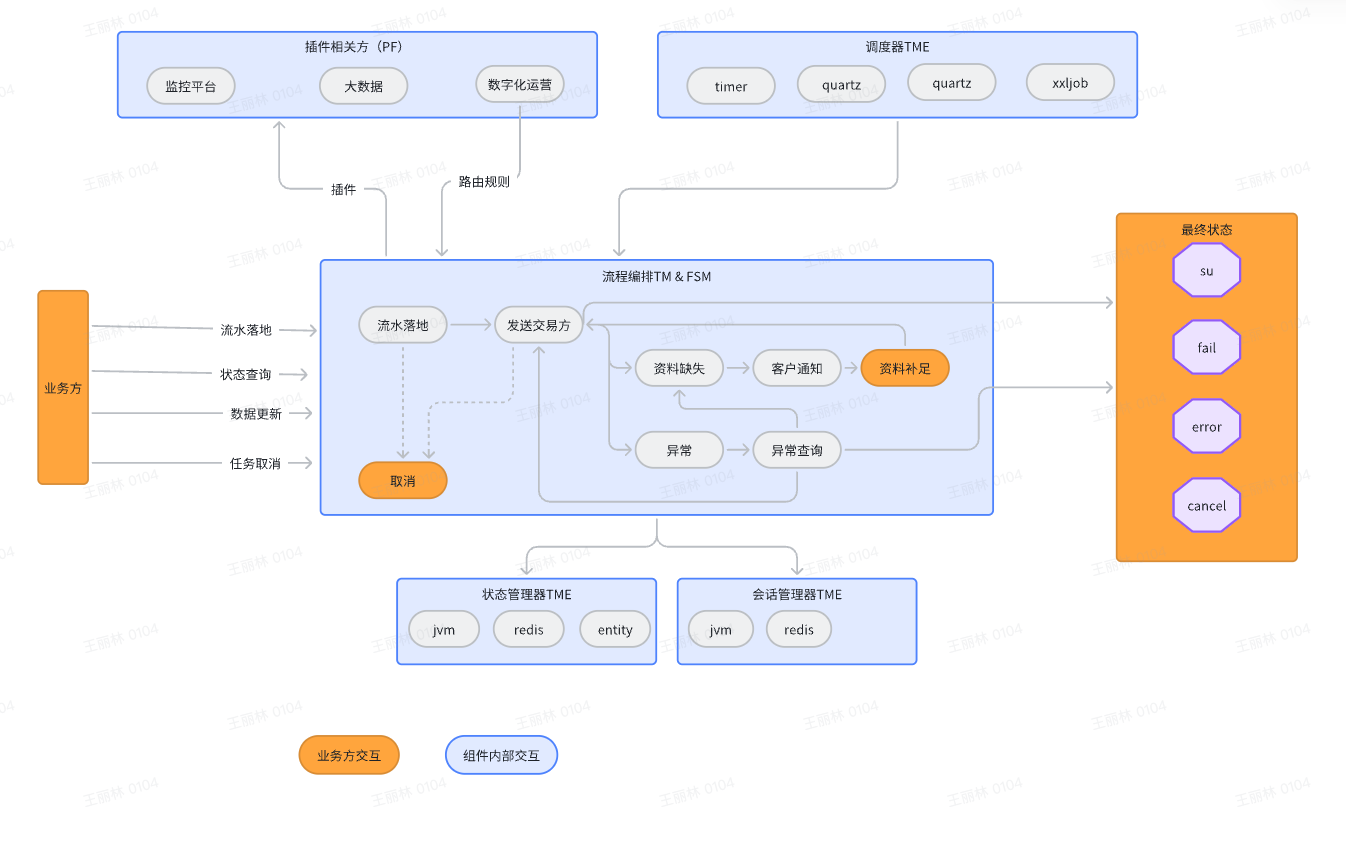 插件相关方（PF）
监控平台
大数据
数字化运营
调度器TME
timer
quartz
quartz
xxljob
插件
路由规则
业务方
流水落地
状态查询
数据更新
任务取消
流程编排TM & FSM
流水落地
发送交易方
资料缺失
客户通知
资料补足
异常
异常查询
取消
最终状态
su
fail
error
cancel
状态管理器TME
jvm
redis
entity
会话管理器TME
jvm
redis
业务方交互
组件内部交互
王丽林 0104